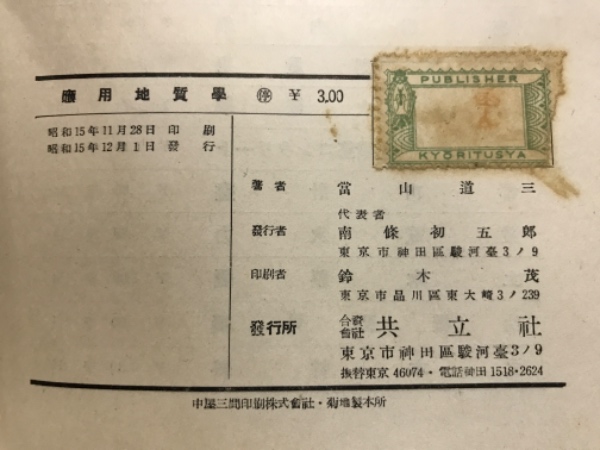 應用地質學 ㊡ ¥ 3.00
PUBLISHER
KYŌRITUSYA
昭和15年11月28日 印刷
昭和15年12月1日 發行
著者 當山道三
代表者
發行者 南條初五郎
東京市神田區駿河臺3ノ9
印刷者 鈴木茂
東京市品川區東大崎3ノ239
發行所 合資會社 共立社
東京市神田區駿河臺3ノ9
振替東京 46074・電話神田 1518・2624
中屋三間印刷株式會社・菊地製本所